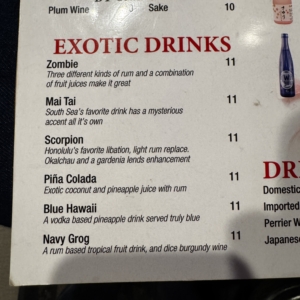 Plum Wine
Sake 10
EXOTIC DRINKS
Zombie 11
Three different kinds of rum and a combination
of fruit juices make it great
Mai Tai 11
South Sea's favorite drink has a mysterious
accent all it's own
Scorpion 11
Honolulu's favorite libation, light rum replace.
Okalchau and a gardenia lends enhancement
Piña Colada 11
Exotic coconut and pineapple juice with rum
Blue Hawaii 11
A vodka based pineapple drink served truly blue
Navy Grog 11
A rum based tropical fruit drink, and dice burgundy wine
DRI
Domestic
Imported
Perrier W
Japanes